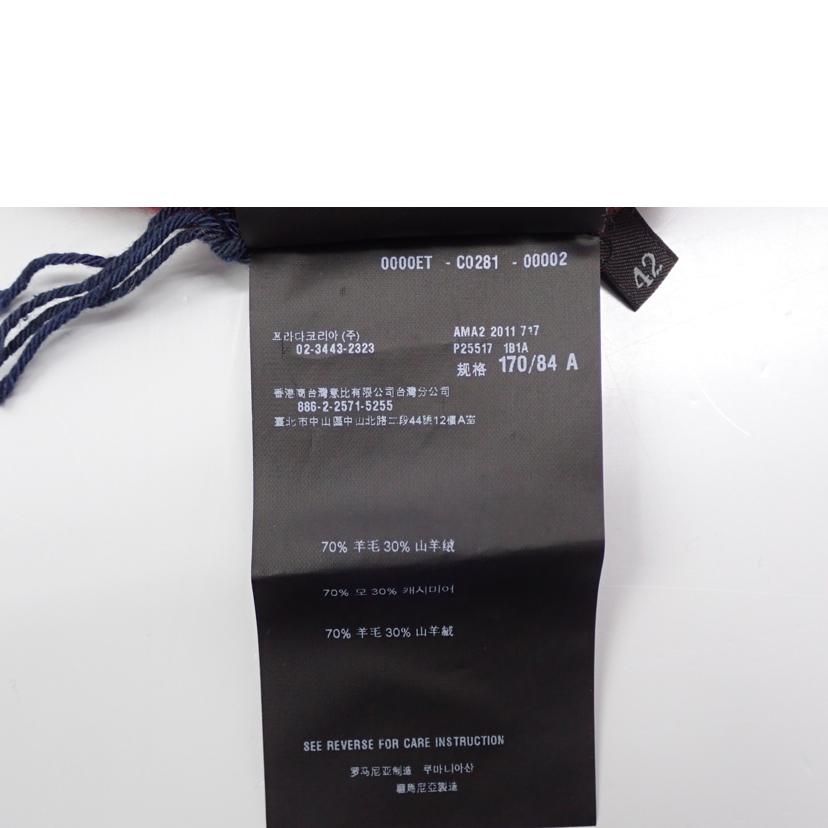 42
0000ET - C0281 - 00002
프라다코리아 (주)
02-3443-2323
AMA2 2011 7*7
P25517 1B1A
规格 170/84 A
香港商台灣意比有限公司台灣分公司
886-2-2571-5255
臺北市中山區中山北路二段44號12樓A室
70% 羊毛 30% 山羊绒
70% 모 30% 캐시미어
70% 羊毛 30% 山羊絨
SEE REVERSE FOR CARE INSTRUCTION
罗马尼亚制造 루마니아산
羅馬尼亞製造